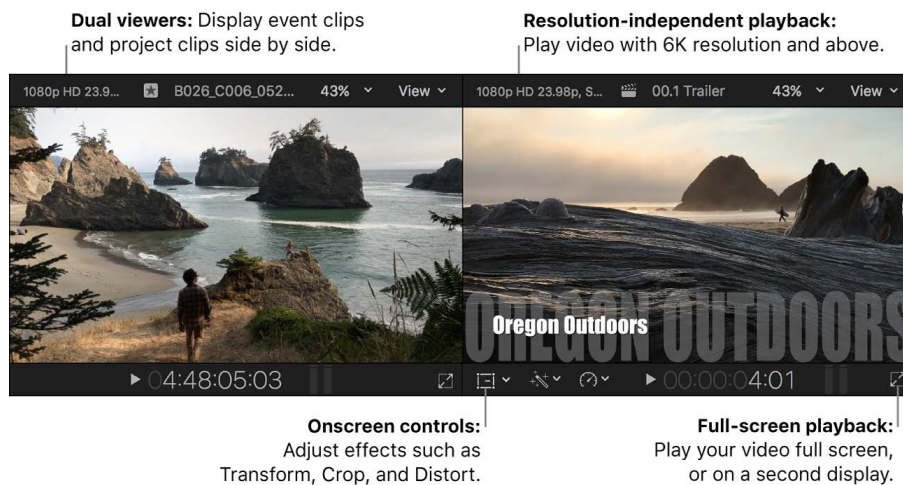 Dual viewers: Display event clips
and project clips side by side.
Resolution-independent playback:
Play video with 6K resolution and above.
1080p HD 23.9... B026_C006_052... 43% View
1080p HD 23.98p, S... 00.1 Trailer 43% View
OREGON OUTDOORS
Oregon Outdoors
04:48:05:03
00:00:04:01
Onscreen controls:
Adjust effects such as
Transform, Crop, and Distort.
Full-screen playback:
Play your video full screen,
or on a second display.